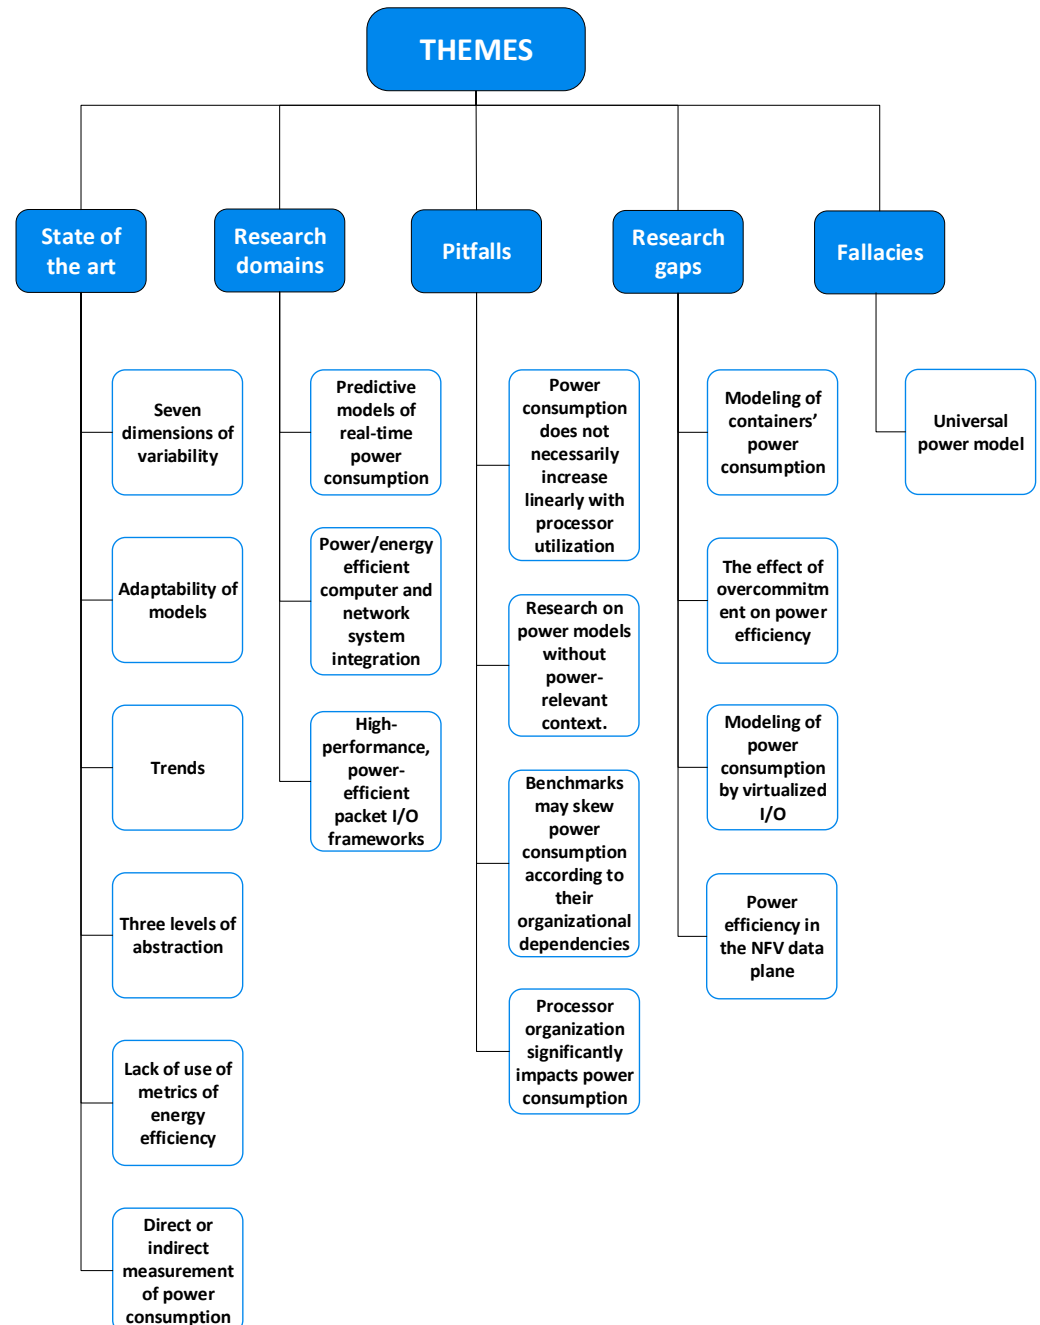 THEMES
State of
the art
Research
domains
Pitfalls
Research
gaps
Fallacies
Seven
dimensions of
variability
Adaptability of
models
Trends
Three levels of
abstraction
Lack of use of
metrics of
energy
efficiency
Direct or
indirect
measurement
of power
consumption
Predictive
models of
real-time
power
consumption
Power/energy
efficient
computer and
network
system
integration
High-
performance,
power-
efficient
packet I/O
frameworks
Power
consumption
does not
necessarily
increase
linearly with
processor
utilization
Research on
power models
without
power-
relevant
context.
Benchmarks
may skew
power
consumption
according to
their
organizational
dependencies
Processor
organization
significantly
impacts power
consumption
Modeling of
containers’
power
consumption
The effect of
overcommitm
ent on power
efficiency
Modeling of
power
consumption
by virtualized
I/O
Power
efficiency in
the NFV data
plane
Universal
power model